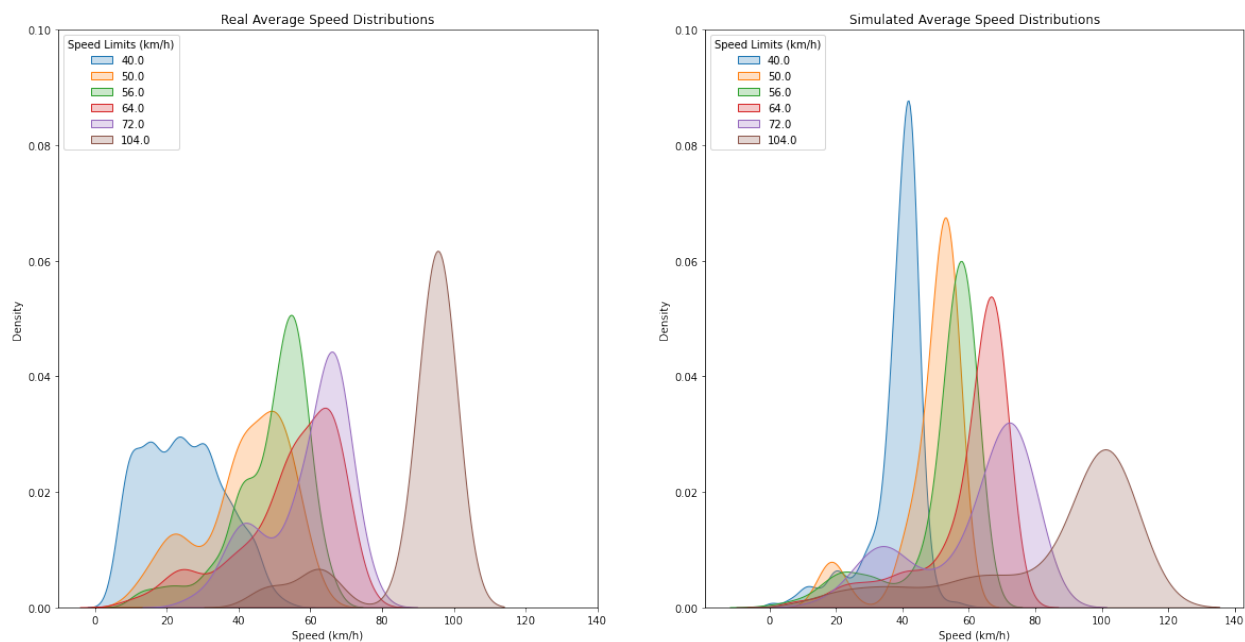 Real Average Speed Distributions
Speed Limits (km/h)
40.0
50.0
56.0
64.0
72.0
104.0
Density
0.10
0.08
0.06
0.04
0.02
0.00
0 20 40 60 80 100 120 140
Speed (km/h)
Simulated Average Speed Distributions
Speed Limits (km/h)
40.0
50.0
56.0
64.0
72.0
104.0
Density
0.10
0.08
0.06
0.04
0.02
0.00
0 20 40 60 80 100 120 140
Speed (km/h)